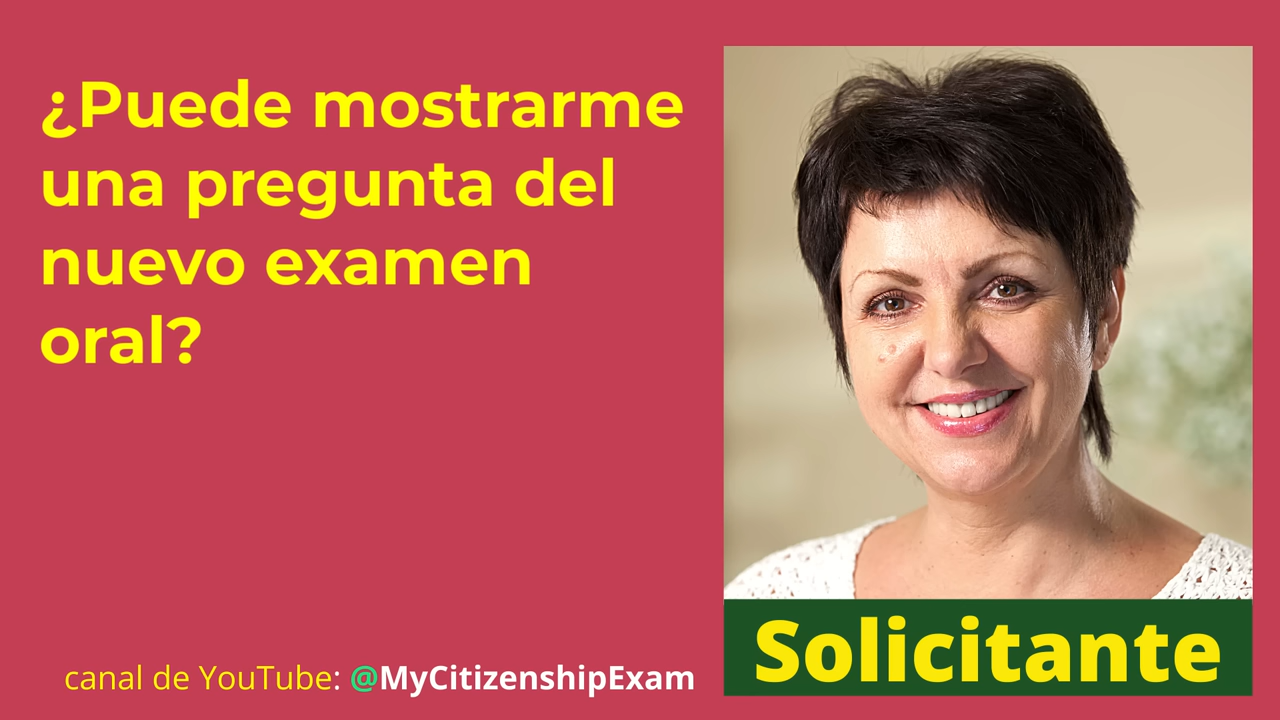 ¿Puede mostrarme
una pregunta del
nuevo examen
oral?
canal de YouTube: @MyCitizenshipExam
Solicitante